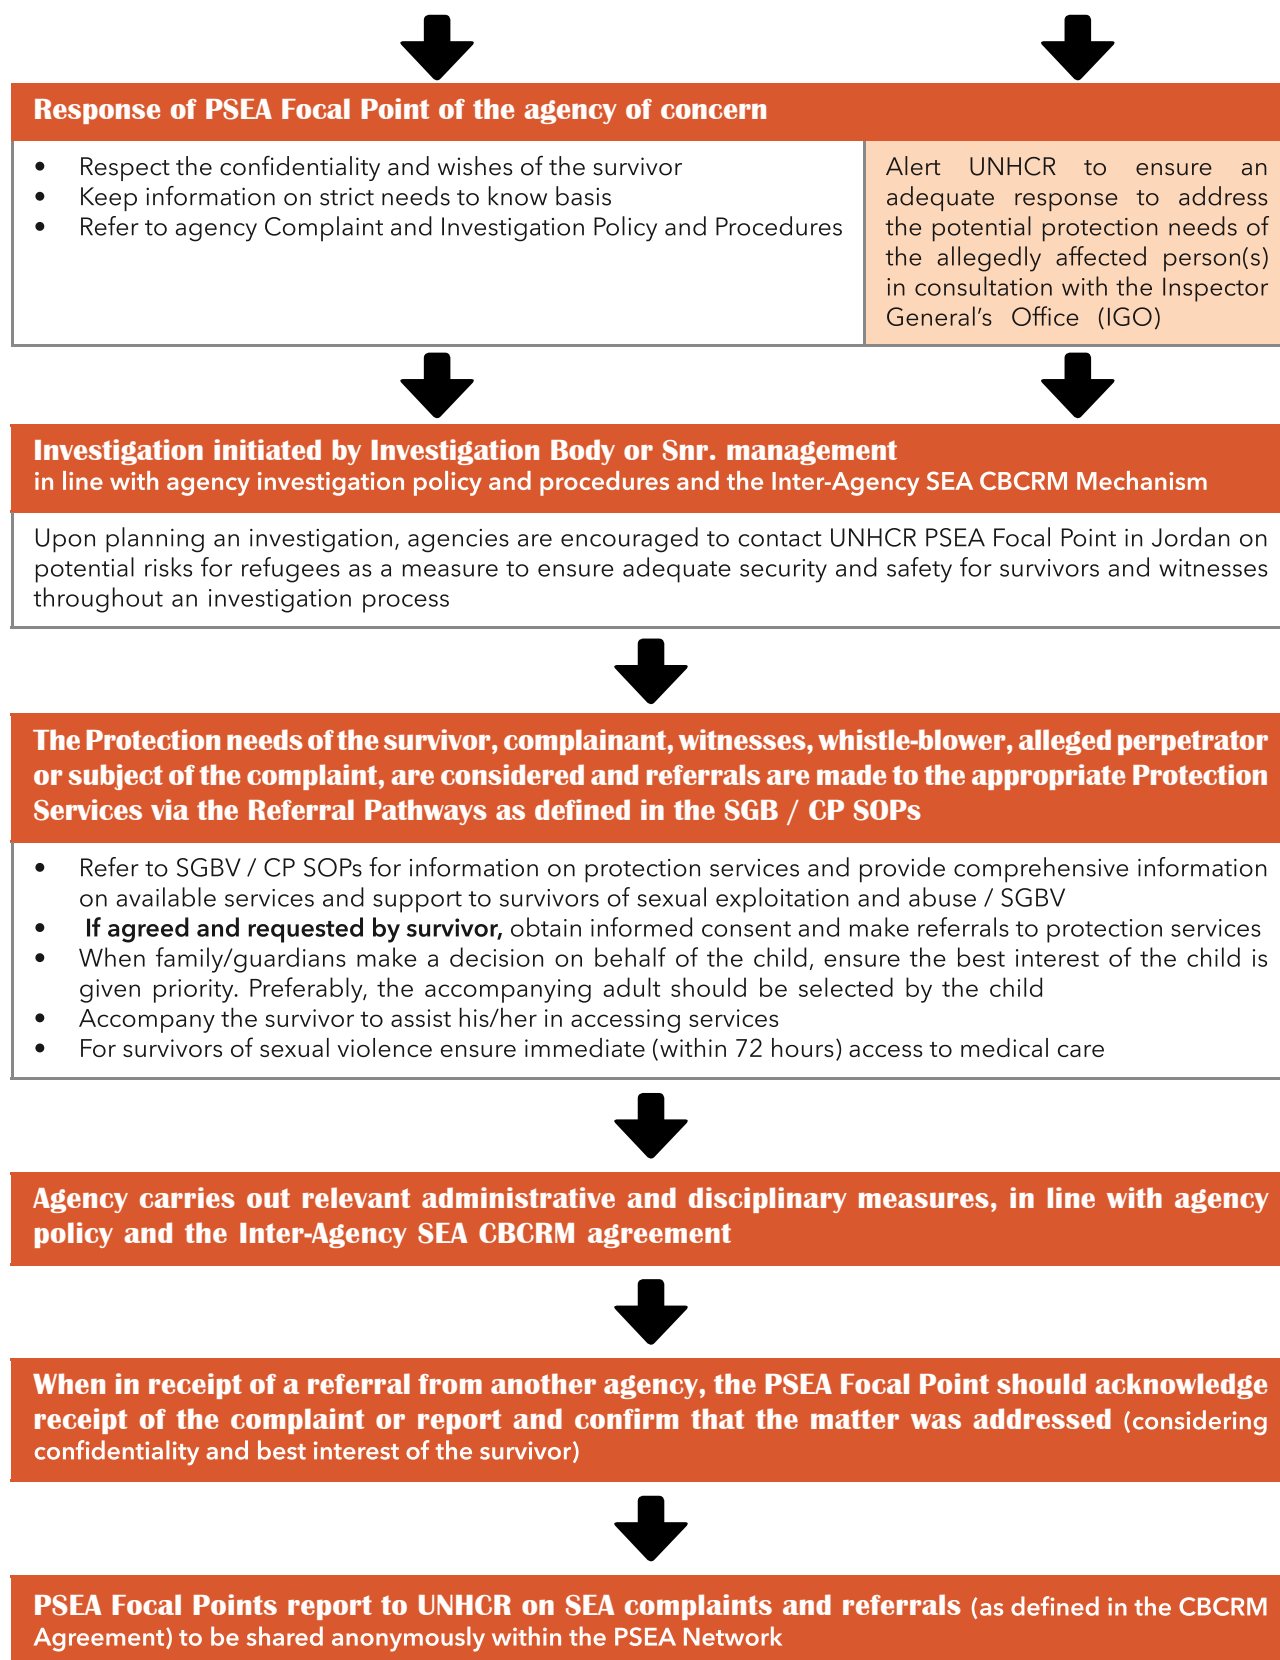 Response of PSEA Focal Point of the agency of concern
• Respect the confidentiality and wishes of the survivor
• Keep information on strict needs to know basis
• Refer to agency Complaint and Investigation Policy and Procedures
Alert UNHCR to ensure an
adequate response to address
the potential protection needs of
the allegedly affected person(s)
in consultation with the Inspector
General's Office (IGO)
Investigation initiated by Investigation Body or Snr. management
in line with agency investigation policy and procedures and the Inter-Agency SEA CBCRM Mechanism
Upon planning an investigation, agencies are encouraged to contact UNHCR PSEA Focal Point in Jordan on
potential risks for refugees as a measure to ensure adequate security and safety for survivors and witnesses
throughout an investigation process
The Protection needs of the survivor, complainant, witnesses, whistle-blower, alleged perpetrator
or subject of the complaint, are considered and referrals are made to the appropriate Protection
Services via the Referral Pathways as defined in the SGB / CP SOPs
• Refer to SGBV / CP SOPs for information on protection services and provide comprehensive information
on available services and support to survivors of sexual exploitation and abuse / SGBV
• If agreed and requested by survivor, obtain informed consent and make referrals to protection services
• When family/guardians make a decision on behalf of the child, ensure the best interest of the child is
given priority. Preferably, the accompanying adult should be selected by the child
• Accompany the survivor to assist his/her in accessing services
• For survivors of sexual violence ensure immediate (within 72 hours) access to medical care
Agency carries out relevant administrative and disciplinary measures, in line with agency
policy and the Inter-Agency SEA CBCRM agreement
When in receipt of a referral from another agency, the PSEA Focal Point should acknowledge
receipt of the complaint or report and confirm that the matter was addressed (considering
confidentiality and best interest of the survivor)
PSEA Focal Points report to UNHCR on SEA complaints and referrals (as defined in the CBCRM
Agreement) to be shared anonymously within the PSEA Network